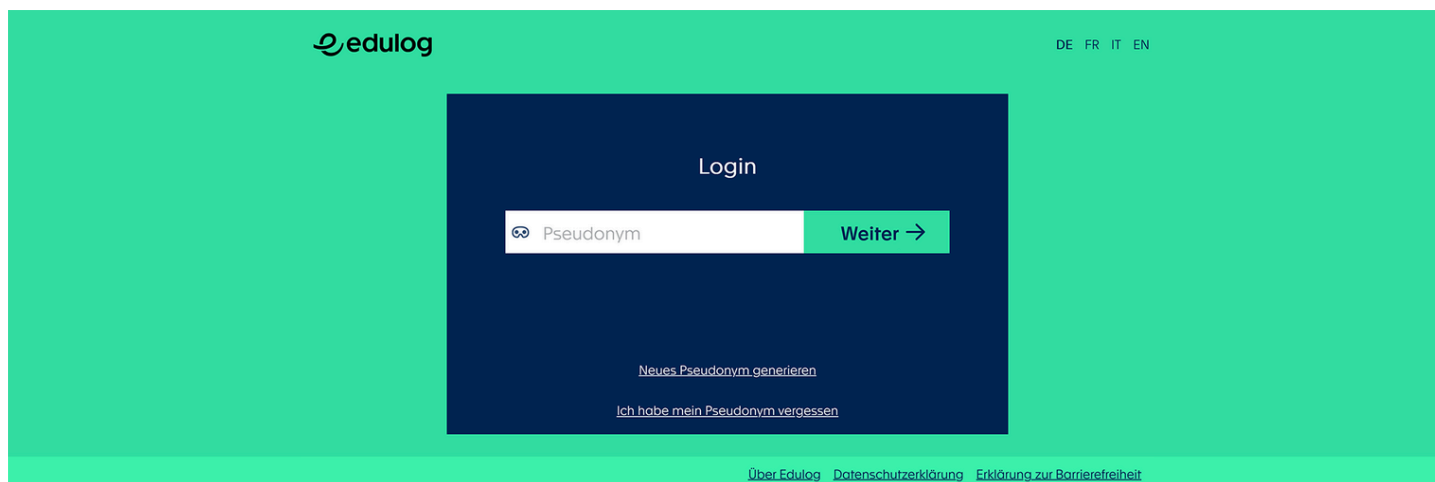 edulog
DE FR IT EN
Login
Pseudonym
Weiter →
Neues Pseudonym generieren
Ich habe mein Pseudonym vergessen
Über Edulog Datenschutzerklärung Erklärung zur Barrierefreiheit